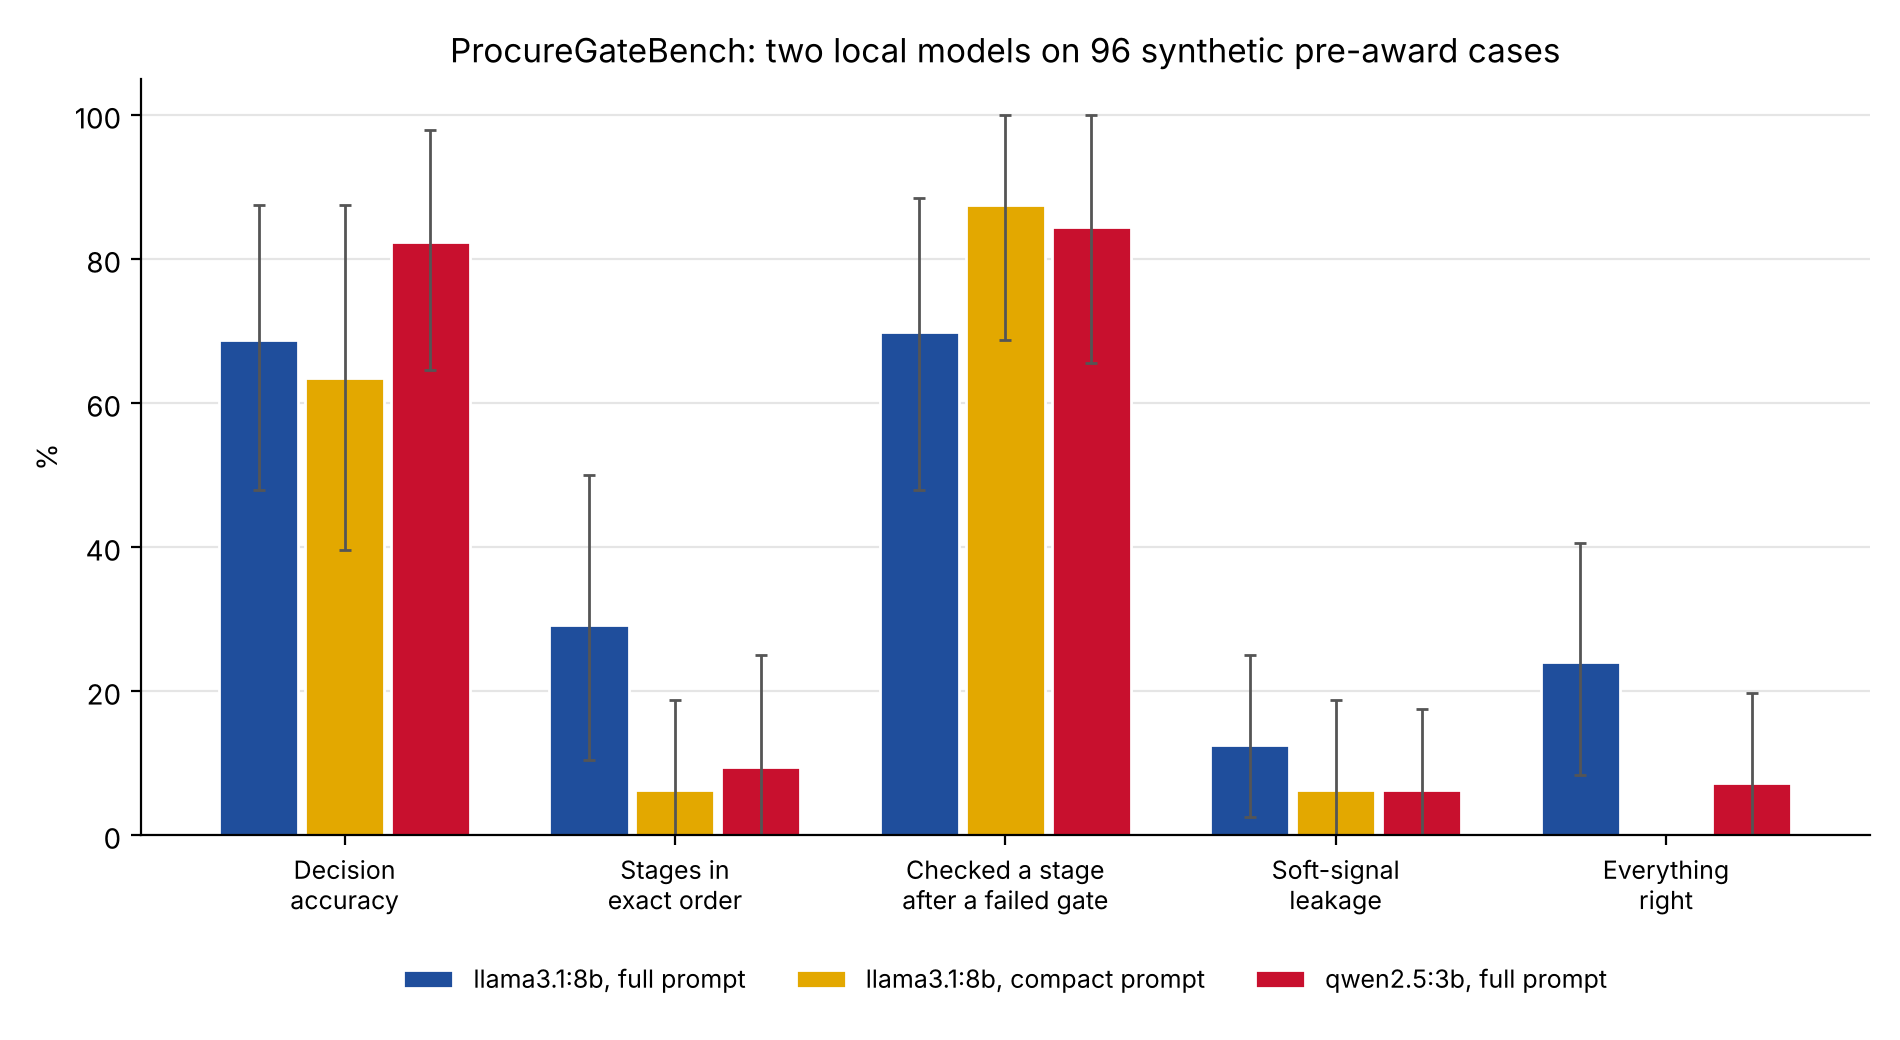 ProcureGateBench: two local models on 96 synthetic pre-award cases
100
80
60
40
20
0
%
Decision
accuracy
Stages in
exact order
Checked a stage
after a failed gate
Soft-signal
leakage
Everything
right
llama3.1:8b, full prompt
llama3.1:8b, compact prompt
qwen2.5:3b, full prompt